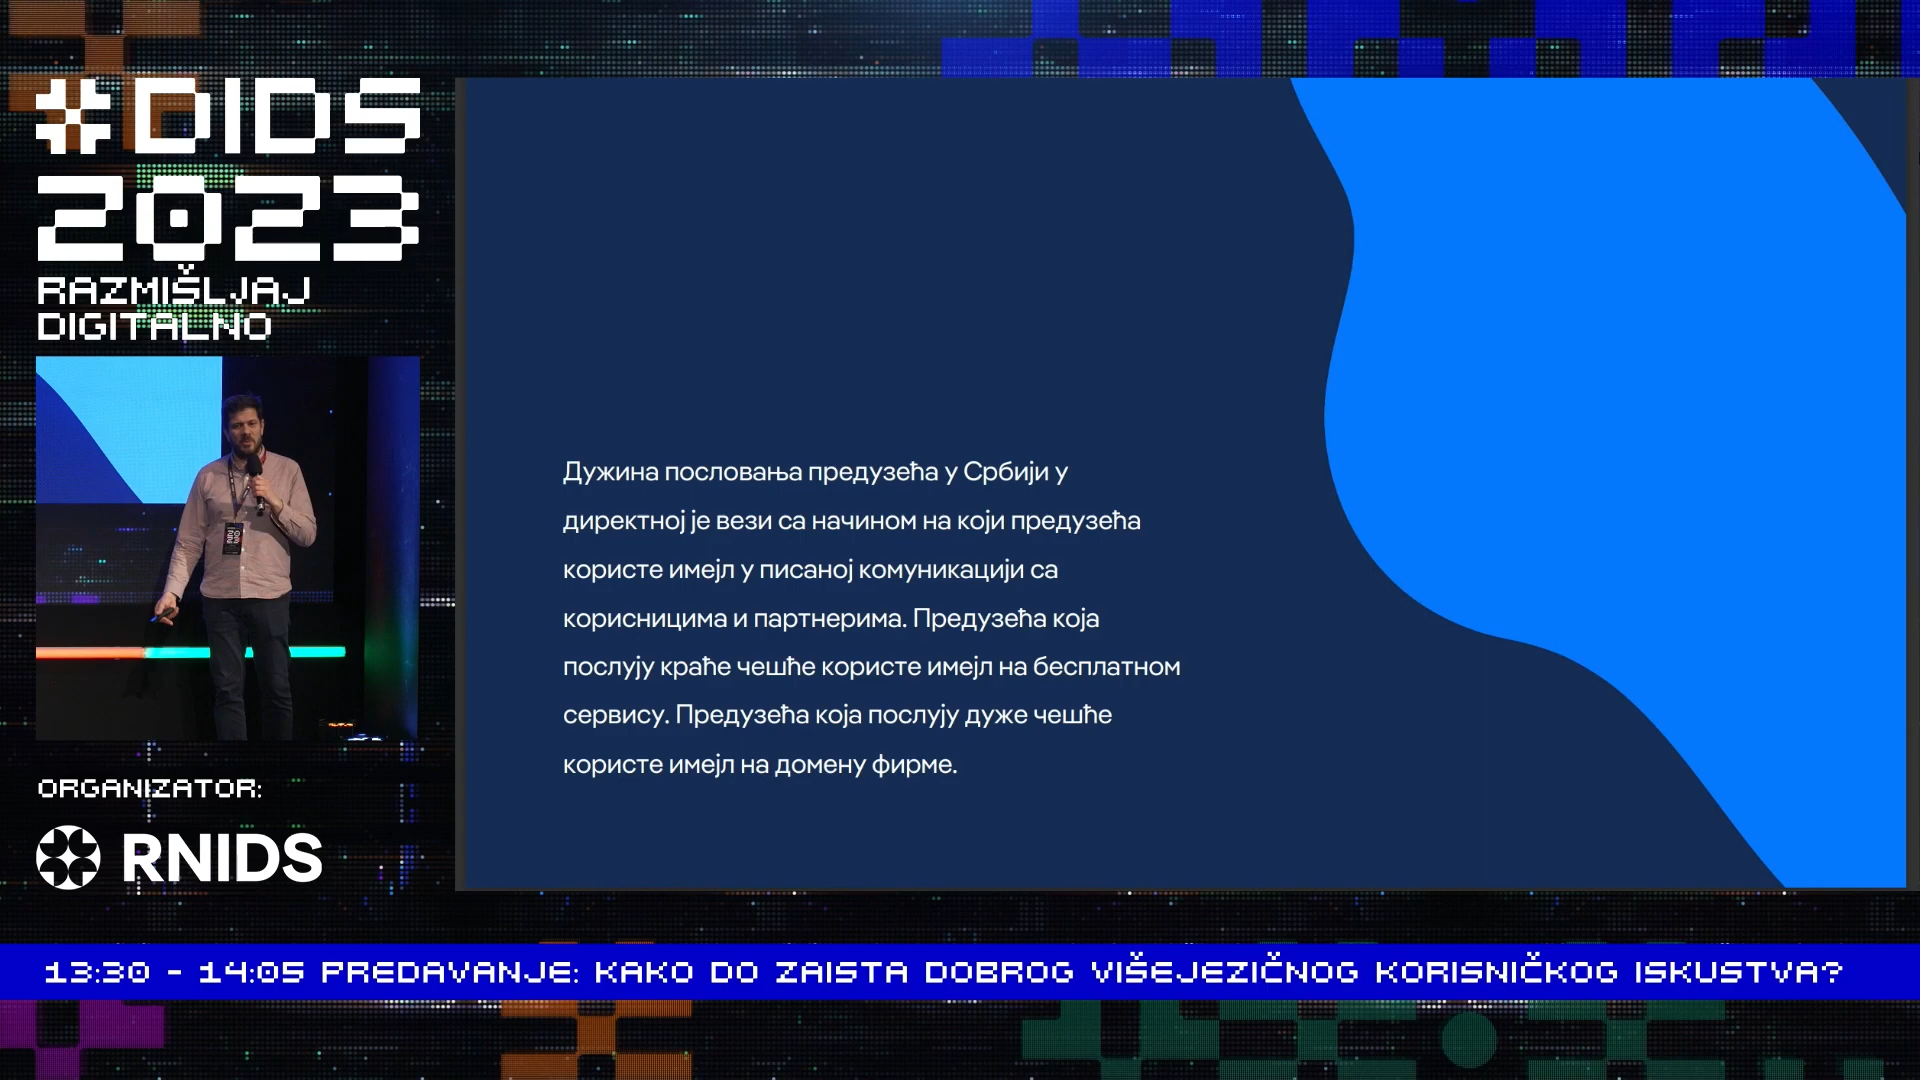 #DIDS
2023
RAZMIŠLJAJ
DIGITALNO
ORGANIZATOR:
RNIDS
Дужина пословања предузећа у Србији у
директној је вези са начином на који предузећа
користе имејл у писаној комуникацији са
корисницима и партнерима. Предузећа која
послују краће чешће користе имејл на бесплатном
сервису. Предузећа која послују дуже чешће
користе имејл на домену фирме.
13:30 - 14:05 PREDAVANJE: KAKO DO ZAISTA DOBROG VIŠEJEZIČNOG KORISNIČKOG ISKUSTVA?